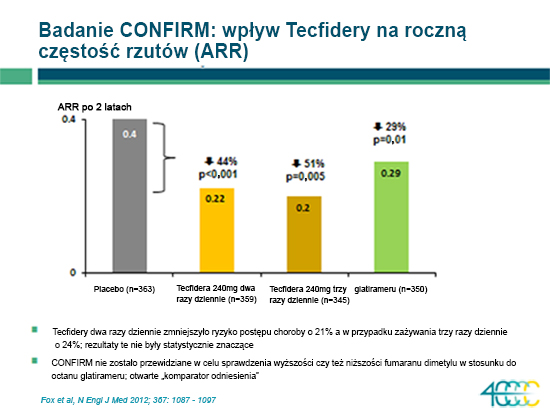 Badanie CONFIRM: wpływ Tecfidery na roczną
częstość rzutów (ARR)
ARR po 2 latach
0.4
0.4
44%
p<0,001
0.22
51%
p=0,005
0.2
29%
p=0,01
0.29
0
Placebo (n=363)
Tecfidera 240mg dwa
razy dziennie (n=359)
Tecfidera 240mg trzy
razy dziennie (n=345)
glatirameru (n=350)
Tecfidery dwa razy dziennie zmniejszyło ryzyko postępu choroby o 21% a w przypadku zażywania trzy razy dziennie
o 24%; rezultaty te nie były statystycznie znaczące
CONFIRM nie zostało przewidziane w celu sprawdzenia wyższości czy też niższości fumaranu dimetylu w stosunku do
octanu glatirameru; otwarte „komparator odniesienia"
Fox et al, N Engl J Med 2012; 367: 1087 - 1097